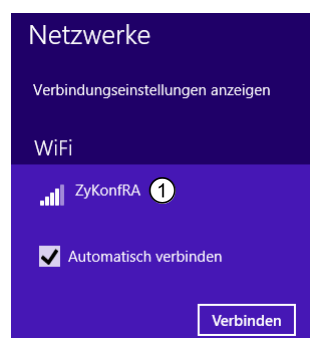 Netzwerke
Verbindungseinstellungen anzeigen
WiFi
ZyKonfRA 1
Automatisch verbinden
Verbinden